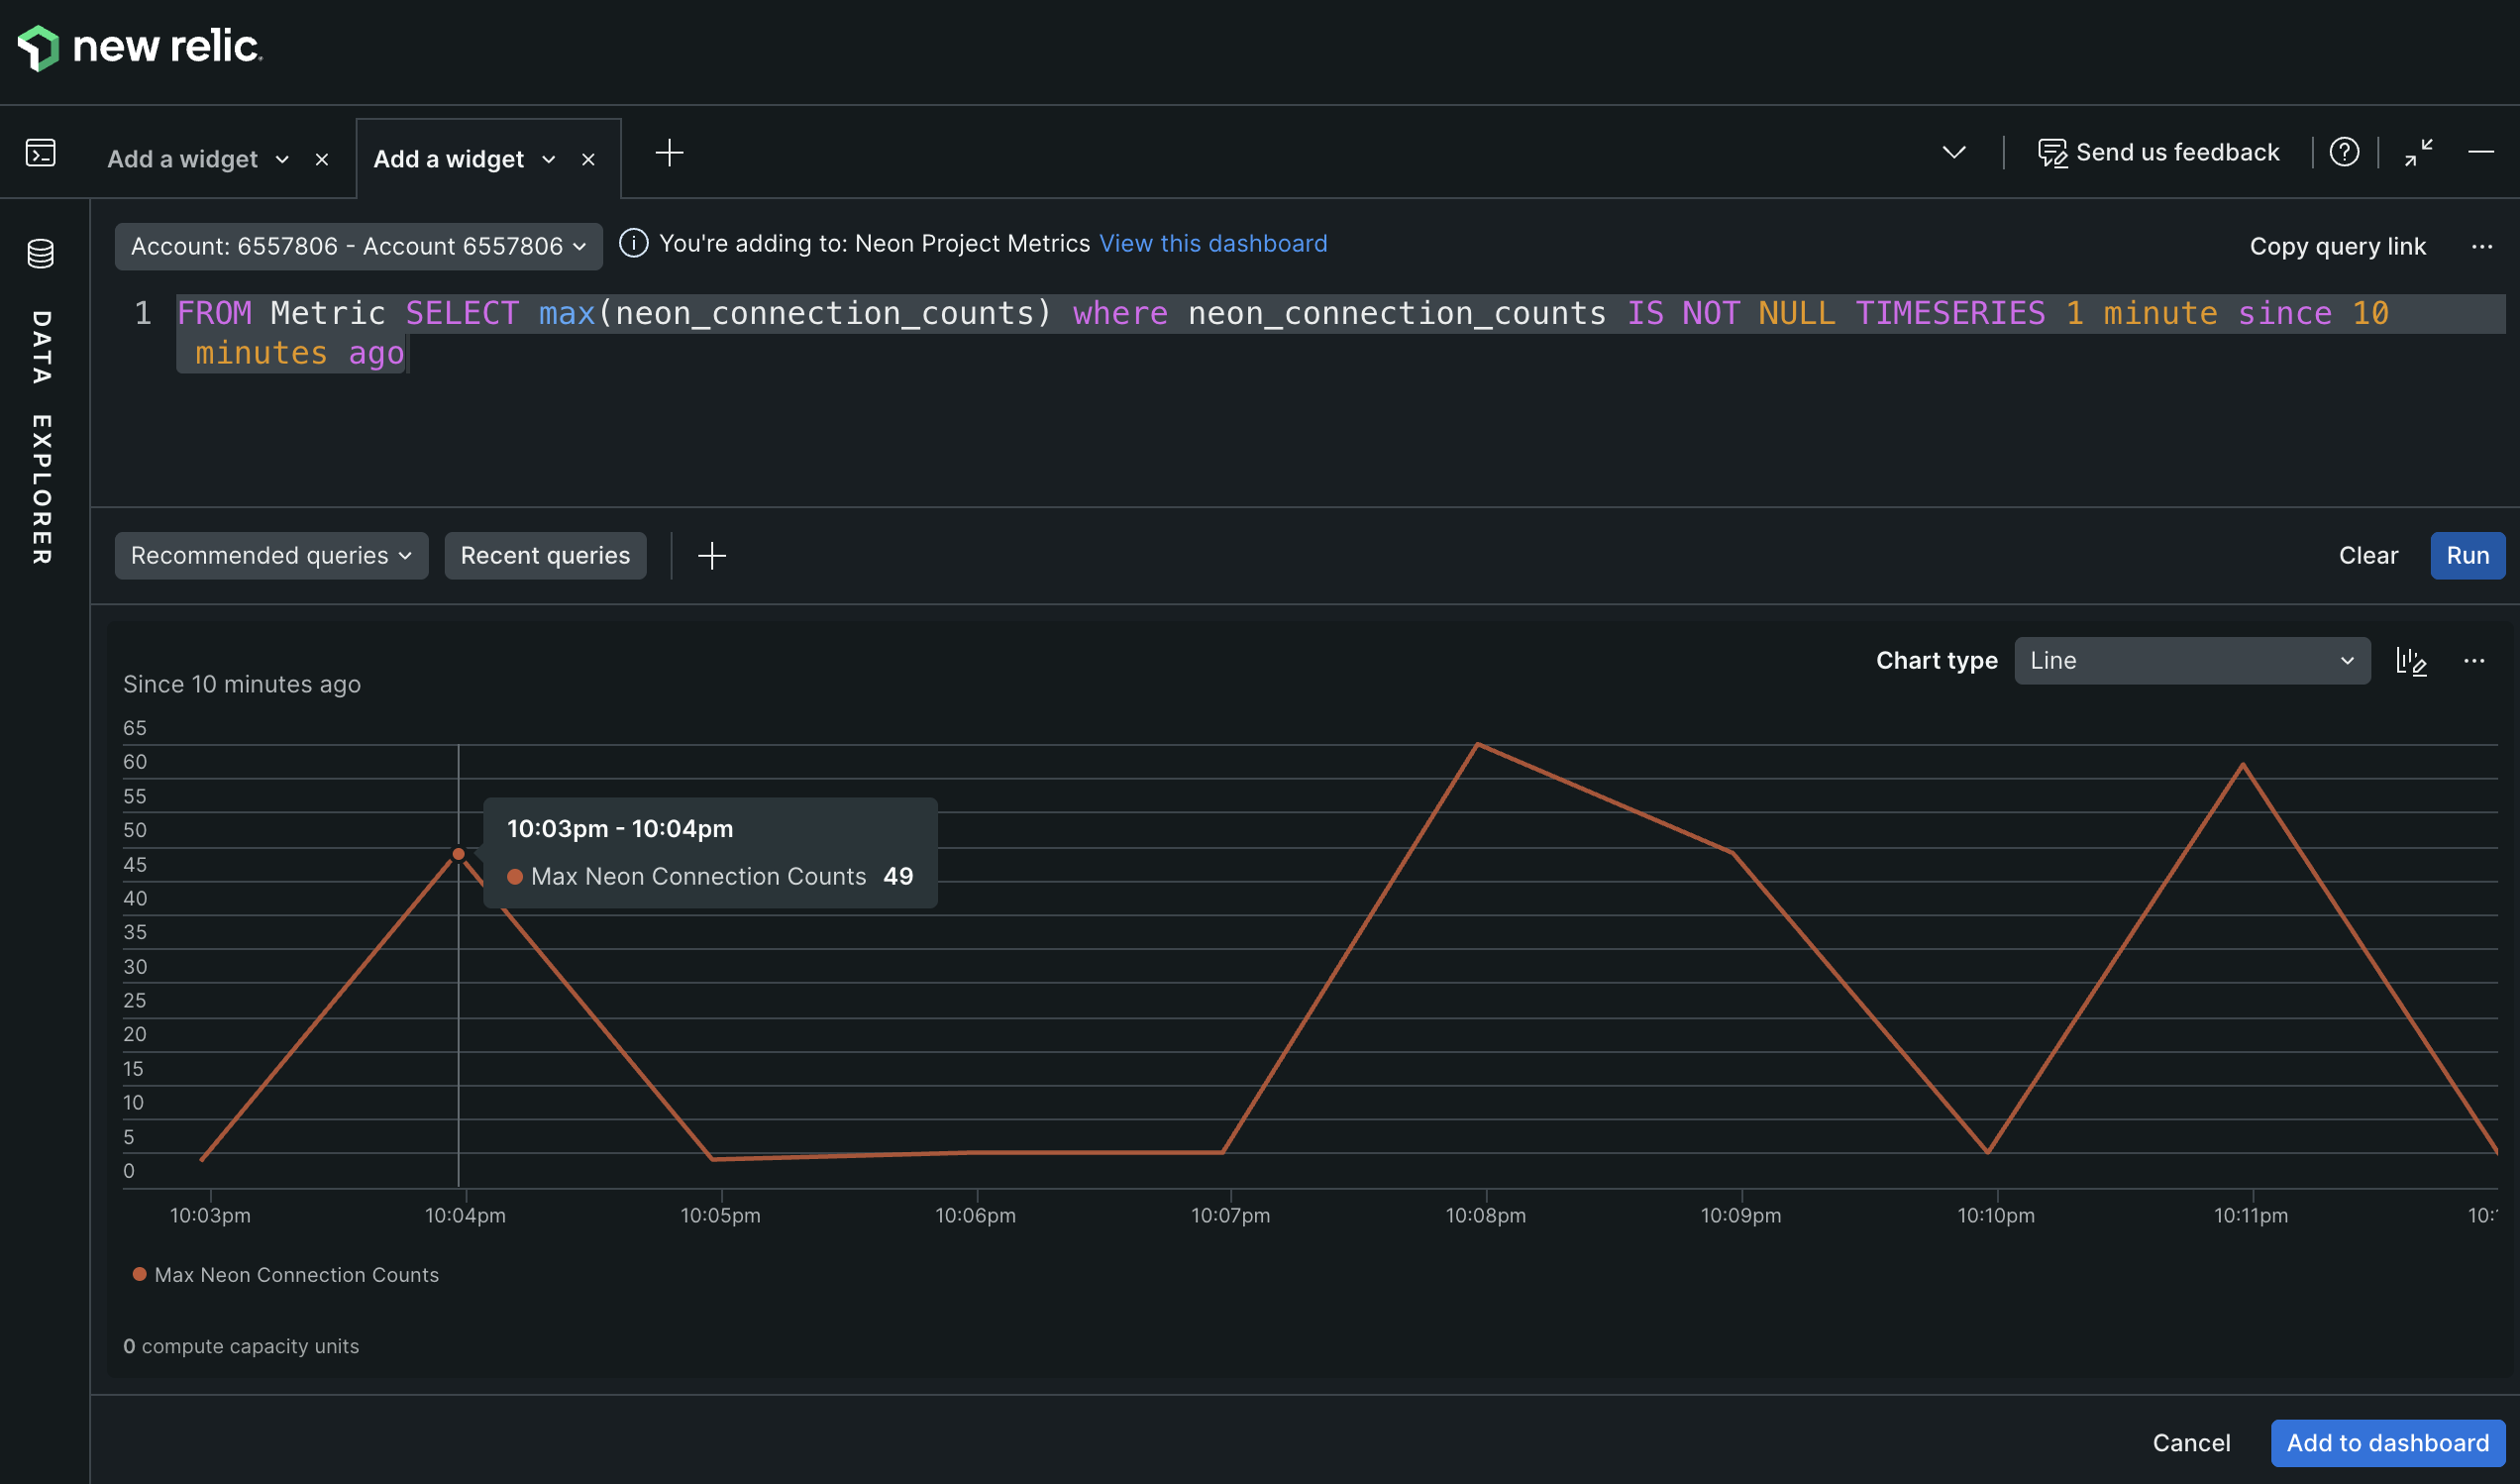 new relic
Add a widget
Add a widget
Send us feedback
Account: 6557806 - Account 6557806
You're adding to: Neon Project Metrics View this dashboard
Copy query link
DATA EXPLORER
1 FROM Metric SELECT max(neon_connection_counts) where neon_connection_counts IS NOT NULL TIMESERIES 1 minute since 10
minutes ago
Recommended queries
Recent queries
Clear
Run
Since 10 minutes ago
Chart type
Line
65
60
55
50
45
40
35
30
25
20
15
10
5
0
10:03pm - 10:04pm
Max Neon Connection Counts 49
10:03pm
10:04pm
10:05pm
10:06pm
10:07pm
10:08pm
10:09pm
10:10pm
10:11pm
Max Neon Connection Counts
0 compute capacity units
Cancel
Add to dashboard